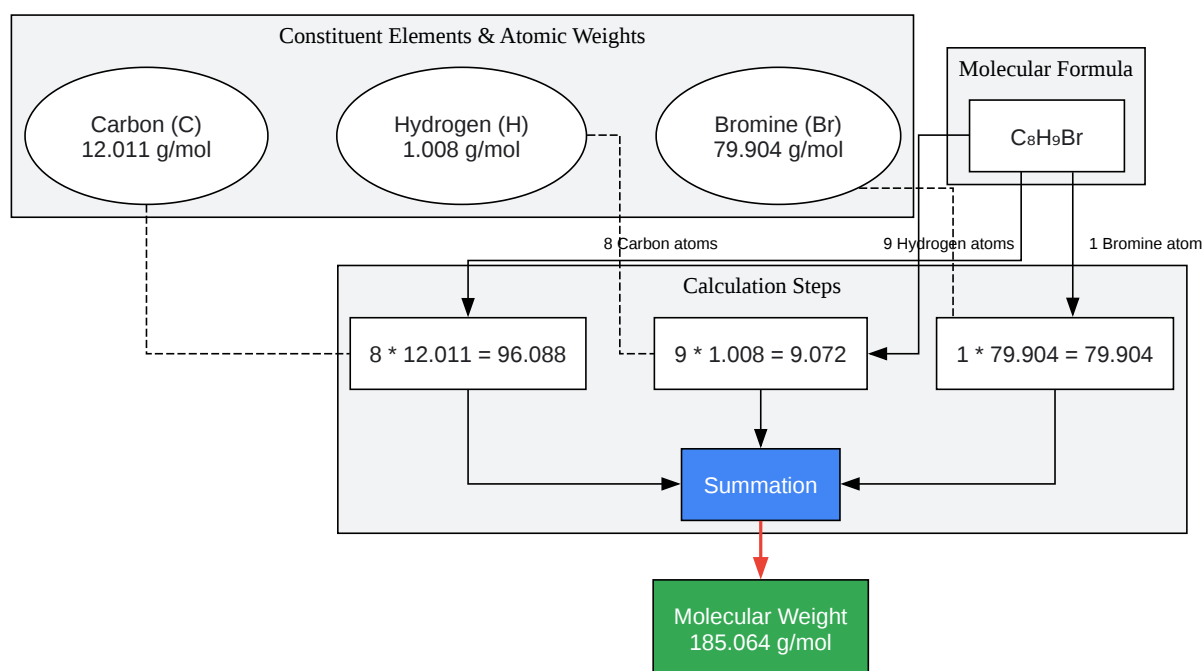 Constituent Elements & Atomic Weights
Molecular Formula
Carbon (C)
12.011 g/mol
Hydrogen (H)
1.008 g/mol
Bromine (Br)
79.904 g/mol
C₈H₉Br
8 Carbon atoms
9 Hydrogen atoms
1 Bromine atom
Calculation Steps
8 * 12.011 = 96.088
9 * 1.008 = 9.072
1 * 79.904 = 79.904
Summation
Molecular Weight
185.064 g/mol